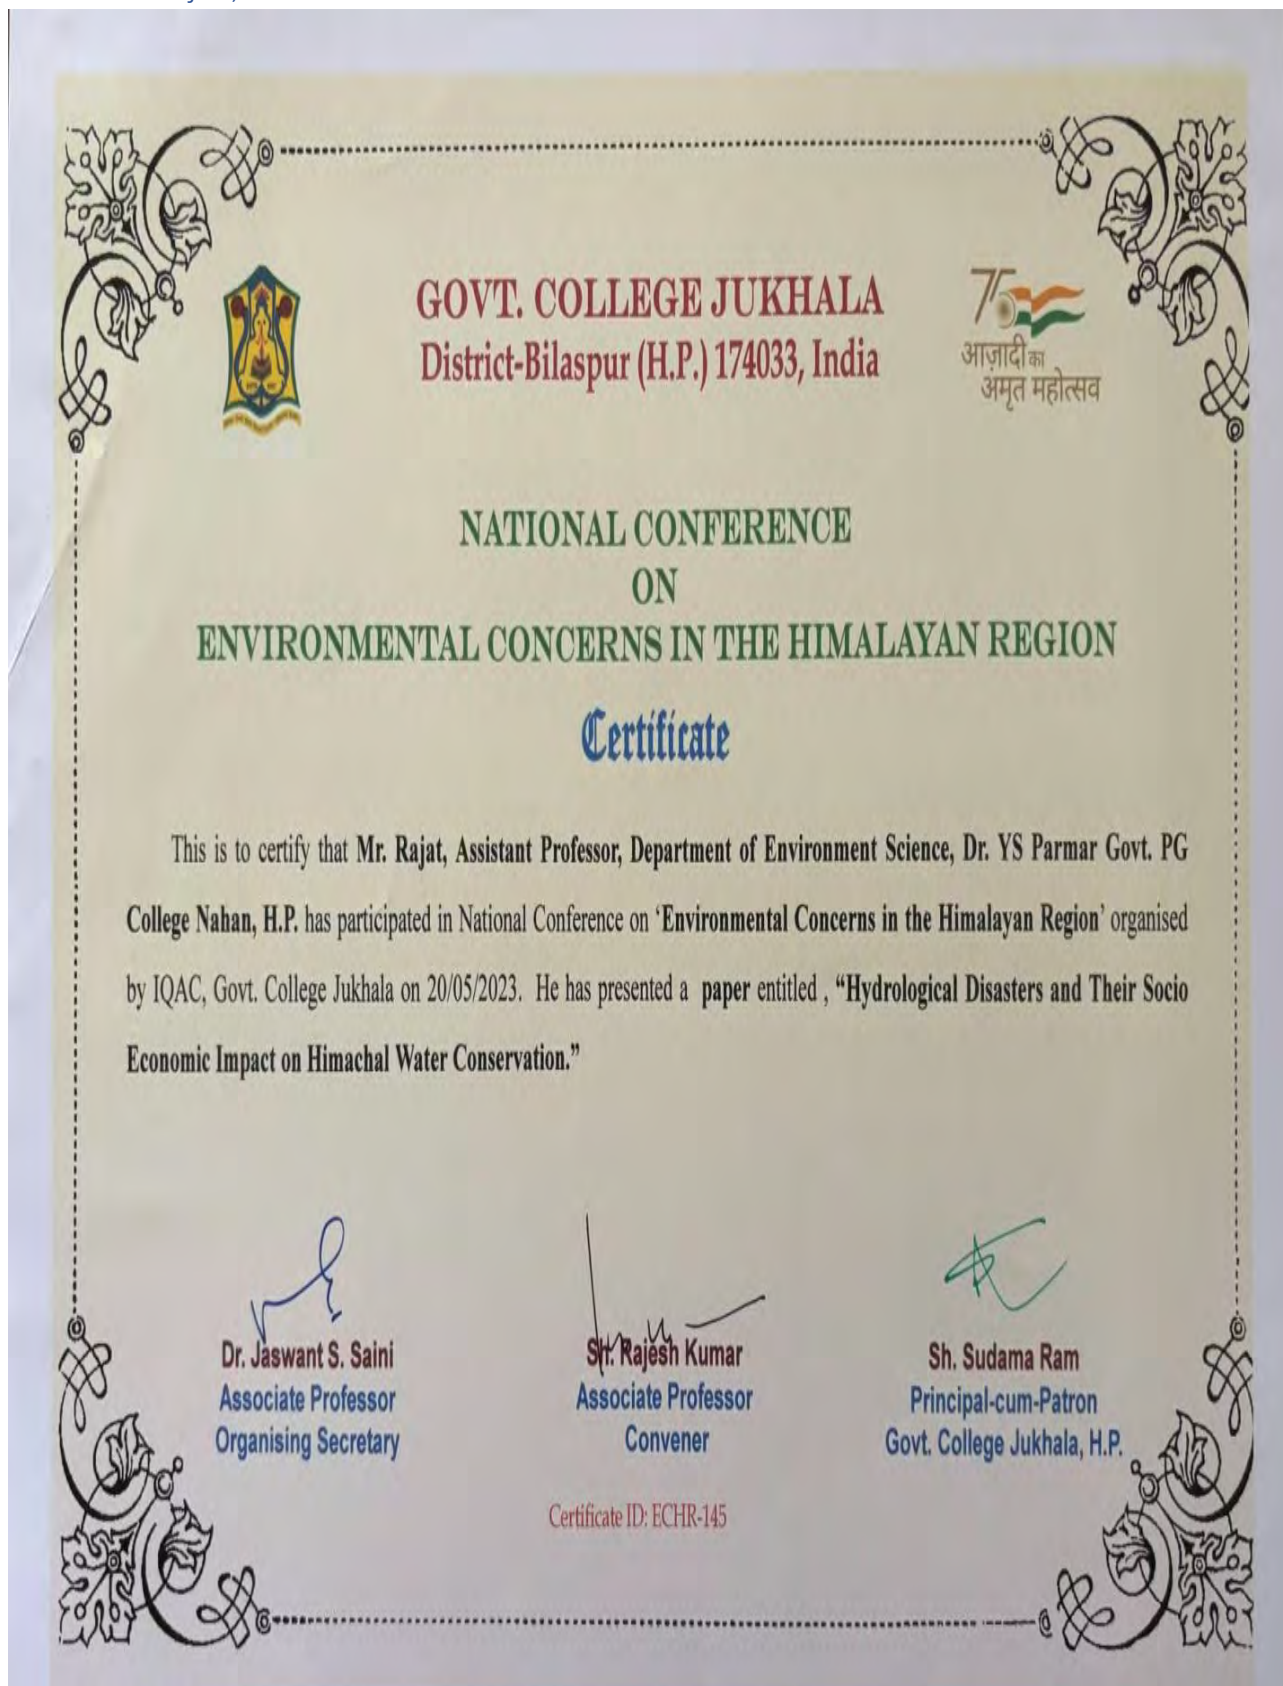 GOVT. COLLEGE JUKHALA
District-Bilaspur (H.P.) 174033, India
75
आज़ादी का
अमृत महोत्सव
NATIONAL CONFERENCE
ON
ENVIRONMENTAL CONCERNS IN THE HIMALAYAN REGION
Certificate
This is to certify that Mr. Rajat, Assistant Professor, Department of Environment Science, Dr. YS Parmar Govt. PG
College Nahan, H.P. has participated in National Conference on ‘Environmental Concerns in the Himalayan Region’ organised
by IQAC, Govt. College Jukhala on 20/05/2023. He has presented a paper entitled , “Hydrological Disasters and Their Socio
Economic Impact on Himachal Water Conservation.”
Dr. Jaswant S. Saini
Associate Professor
Organising Secretary
Sh. Rajesh Kumar
Associate Professor
Convener
Sh. Sudama Ram
Principal-cum-Patron
Govt. College Jukhala, H.P.
Certificate ID: ECHR-145